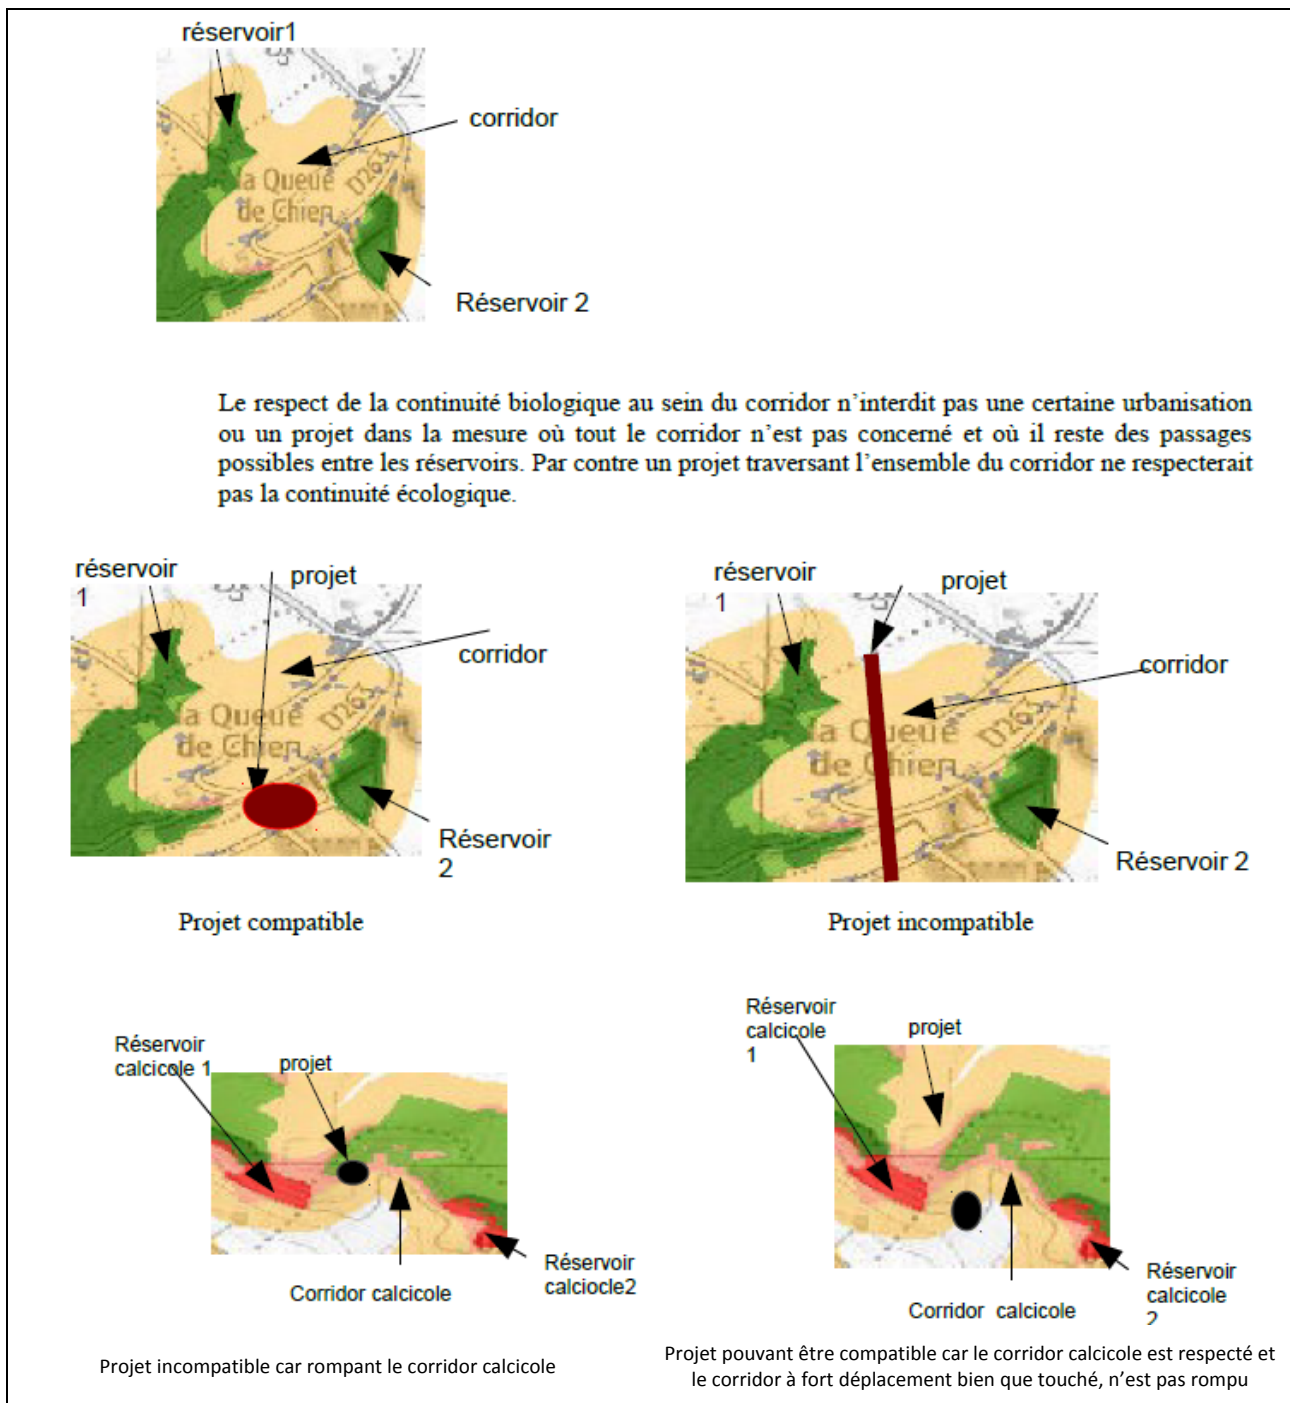 réservoir1
corridor
la Queue
de Chien
D263
Réservoir 2
Le respect de la continuité biologique au sein du corridor n'interdit pas une certaine urbanisation
ou un projet dans la mesure où tout le corridor n'est pas concerné et où il reste des passages
possibles entre les réservoirs. Par contre un projet traversant l'ensemble du corridor ne respecterait
pas la continuité écologique.
réservoir
1
projet
corridor
la Queue
de Chien
D263
Réservoir
2
Projet compatible
réservoir
1
projet
corridor
la Queue
de Chien
D263
Réservoir 2
Projet incompatible
Réservoir
calcicole 1
projet
Corridor calcicole
Réservoir
calciocle2
Projet incompatible car rompant le corridor calcicole
Réservoir
calcicole
1
projet
Corridor calcicole
Réservoir
calcicole
2
Projet pouvant être compatible car le corridor calcicole est respecté et
le corridor à fort déplacement bien que touché, n'est pas rompu